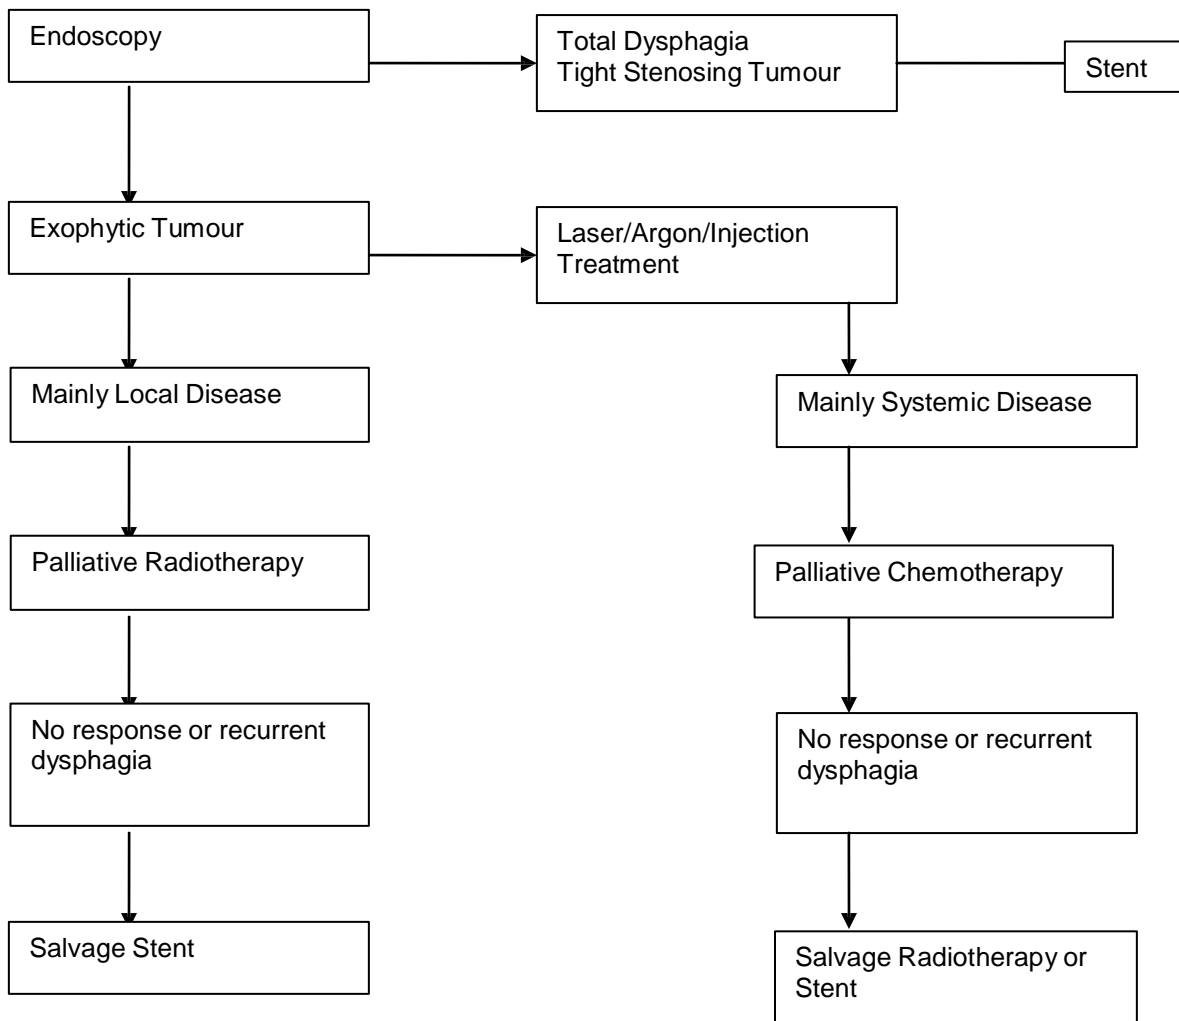 Endoscopy
Total Dysphagia
Tight Stenosing Tumour
Stent
Exophytic Tumour
Laser/Argon/Injection
Treatment
Mainly Local Disease
Mainly Systemic Disease
Palliative Radiotherapy
Palliative Chemotherapy
No response or recurrent
dysphagia
No response or recurrent
dysphagia
Salvage Stent
Salvage Radiotherapy or
Stent